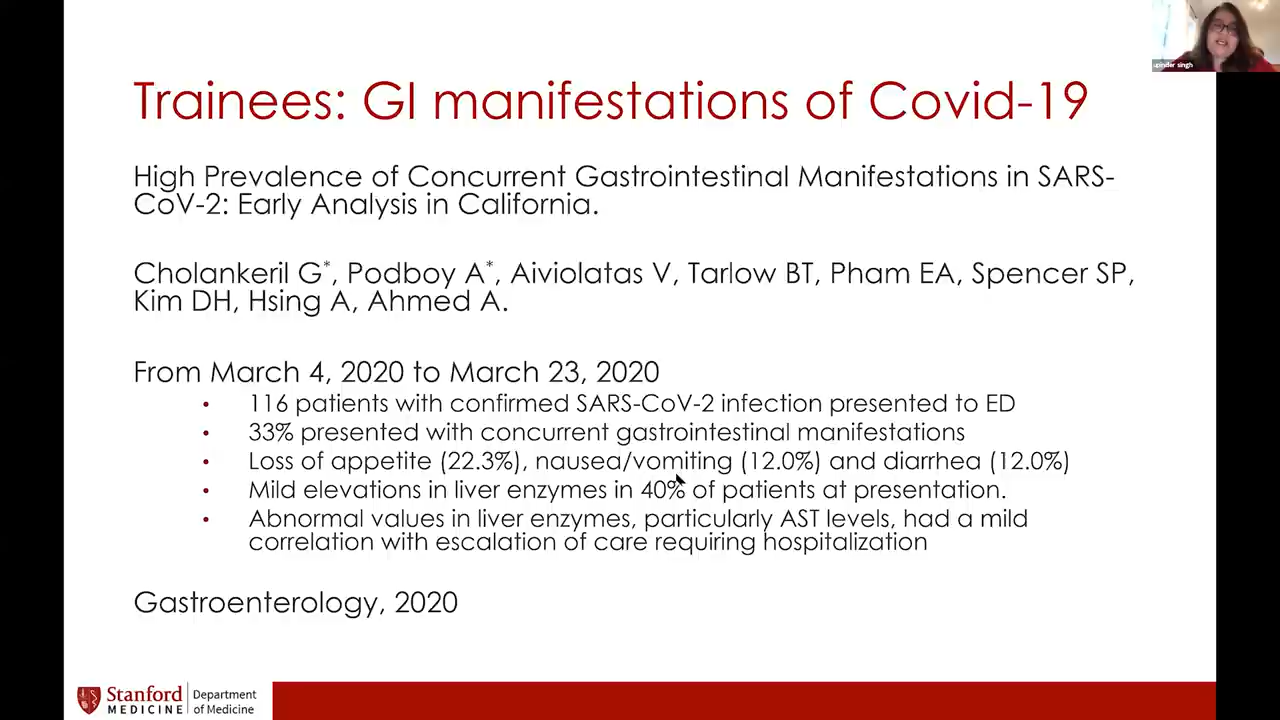 Trainees: GI manifestations of Covid-19
High Prevalence of Concurrent Gastrointestinal Manifestations in SARS-
CoV-2: Early Analysis in California.
Cholankeril G*, Podboy A*, Aiviolatas V, Tarlow BT, Pham EA, Spencer SP,
Kim DH, Hsing A, Ahmed A.
From March 4, 2020 to March 23, 2020
• 116 patients with confirmed SARS-CoV-2 infection presented to ED
• 33% presented with concurrent gastrointestinal manifestations
• Loss of appetite (22.3%), nausea/vomiting (12.0%) and diarrhea (12.0%)
• Mild elevations in liver enzymes in 40% of patients at presentation.
• Abnormal values in liver enzymes, particularly AST levels, had a mild
correlation with escalation of care requiring hospitalization
Gastroenterology, 2020
Stanford
MEDICINE
Department
of Medicine
upinder singh